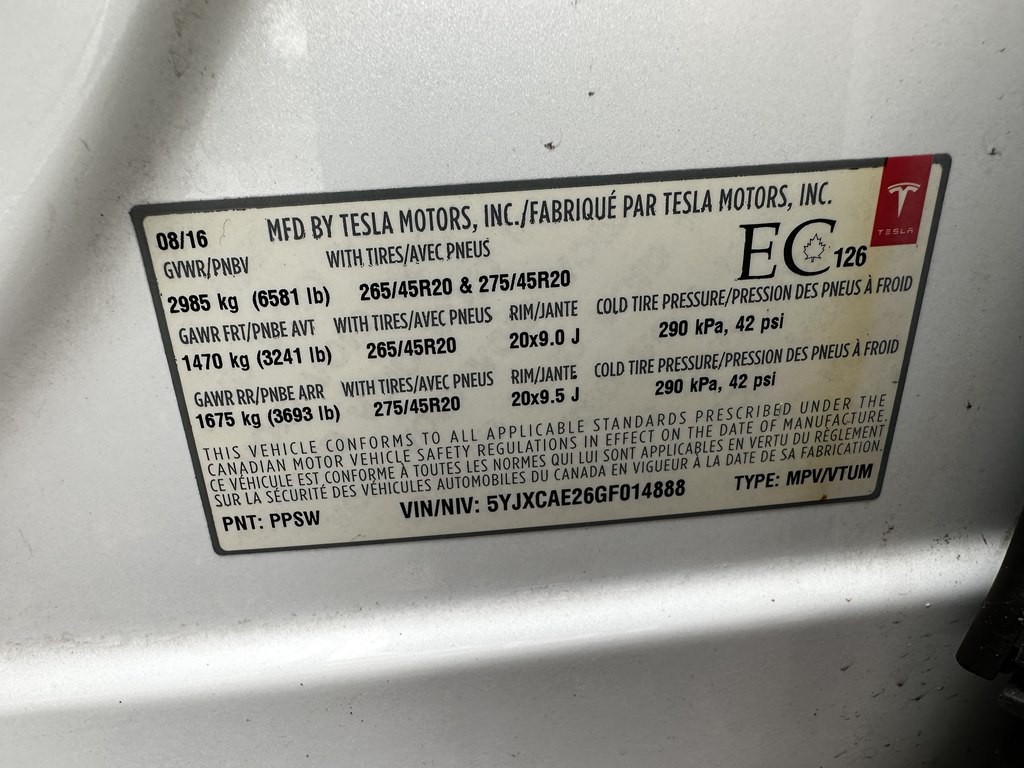 08/16 MFD BY TESLA MOTORS, INC./FABRIQUÉ PAR TESLA MOTORS, INC.
TESLA
GVWR/PNBV WITH TIRES/AVEC PNEUS EC 126
2985 kg (6581 lb) 265/45R20 & 275/45R20
GAWR FRT/PNBE AVT WITH TIRES/AVEC PNEUS RIM/JANTE COLD TIRE PRESSURE/PRESSION DES PNEUS À FROID
1470 kg (3241 lb) 265/45R20 20x9.0 J 290 kPa, 42 psi
GAWR RR/PNBE ARR WITH TIRES/AVEC PNEUS RIM/JANTE COLD TIRE PRESSURE/PRESSION DES PNEUS À FROID
1675 kg (3693 lb) 275/45R20 20x9.5 J 290 kPa, 42 psi
THIS VEHICLE CONFORMS TO ALL APPLICABLE STANDARDS PRESCRIBED UNDER THE
CANADIAN MOTOR VEHICLE SAFETY REGULATIONS IN EFFECT ON THE DATE OF MANUFACTURE.
CE VÉHICULE EST CONFORME À TOUTES LES NORMES QUI LUI SONT APPLICABLES EN VERTU DU RÈGLEMENT
SUR LA SÉCURITÉ DES VÉHICULES AUTOMOBILES DU CANADA EN VIGUEUR À LA DATE DE SA FABRICATION.
PNT: PPSW VIN/NIV: 5YJXCAE26GF014888 TYPE: MPV/VTUM